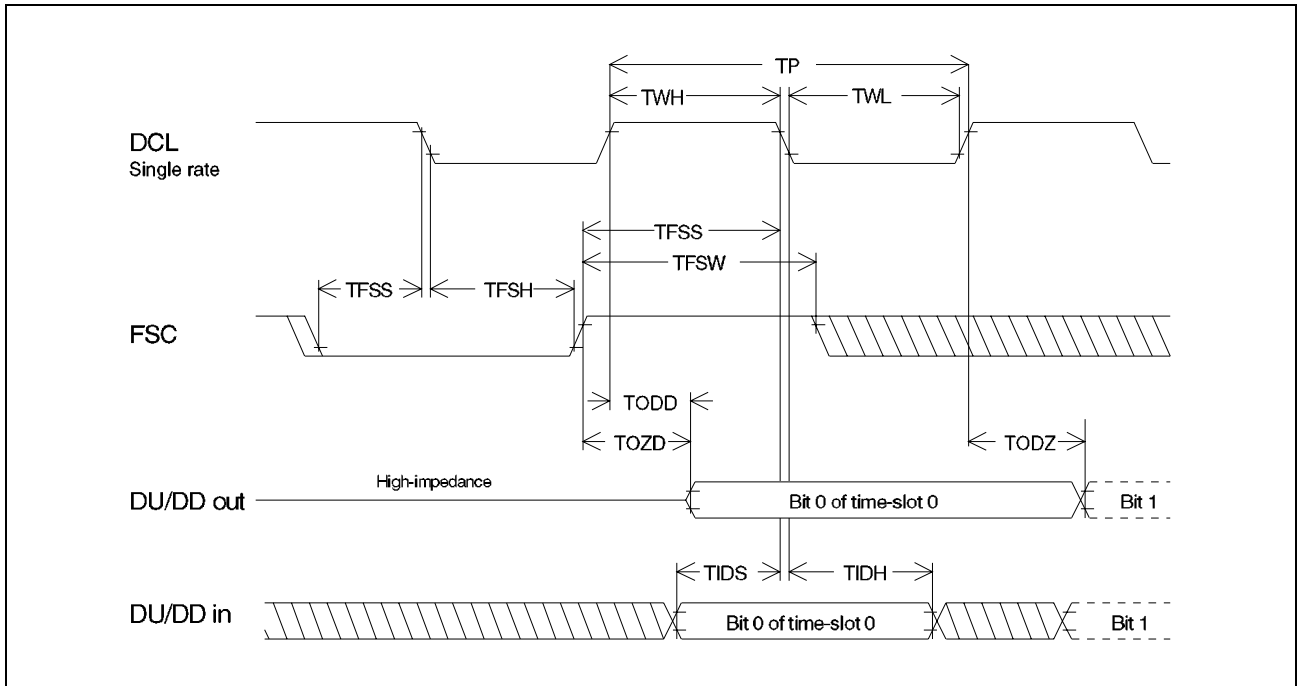 TP
TWH TWL
DCL
Single rate
TFSS
TFSW
TFSS TFSH
FSC
TODD
TOZD TODZ
High-impedance
DU/DD out Bit 0 of time-slot 0 Bit 1
TIDS TIDH
DU/DD in Bit 0 of time-slot 0 Bit 1